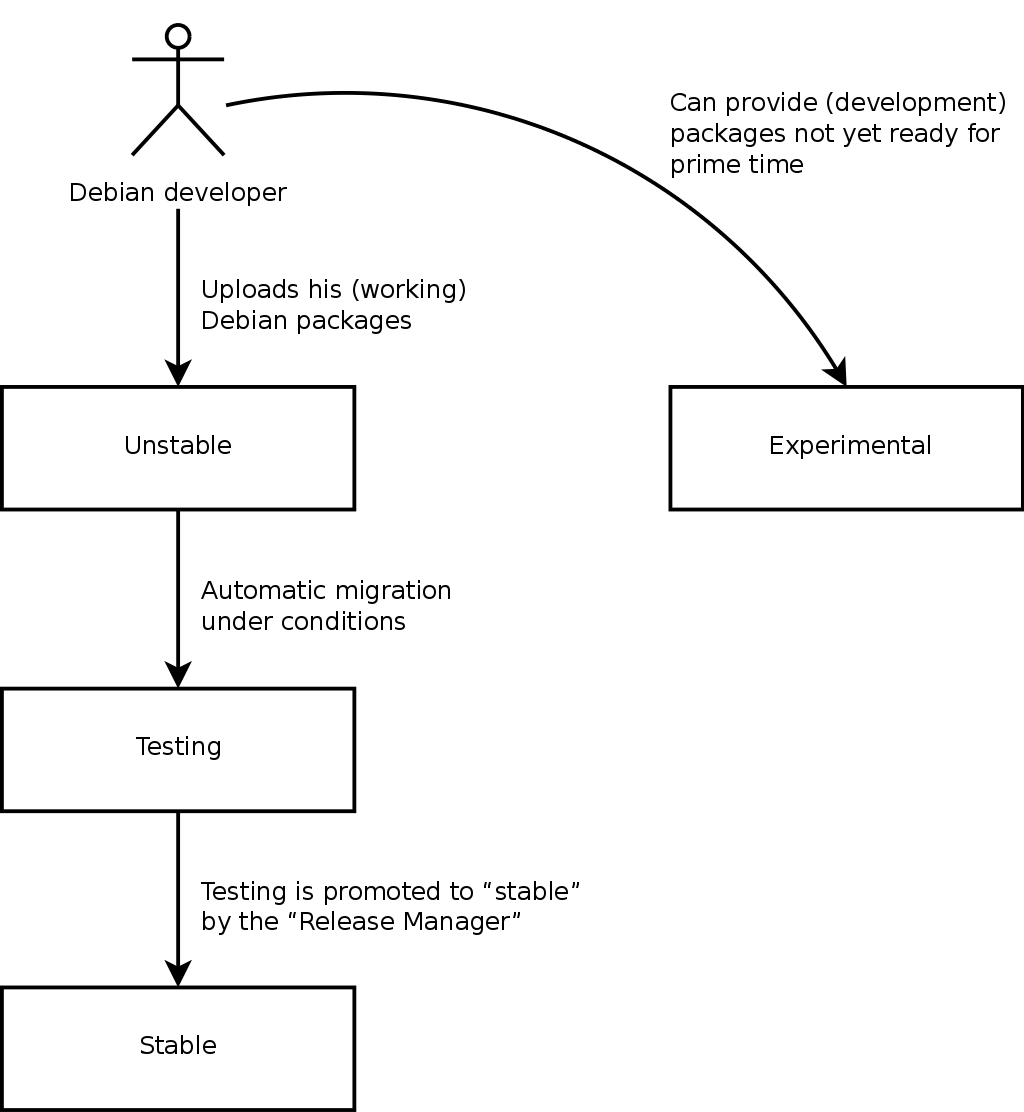 Can provide (development)
packages not yet ready for
prime time
Debian developer
Uploads his (working)
Debian packages
Unstable
Experimental
Automatic migration
under conditions
Testing
Testing is promoted to “stable”
by the “Release Manager”
Stable